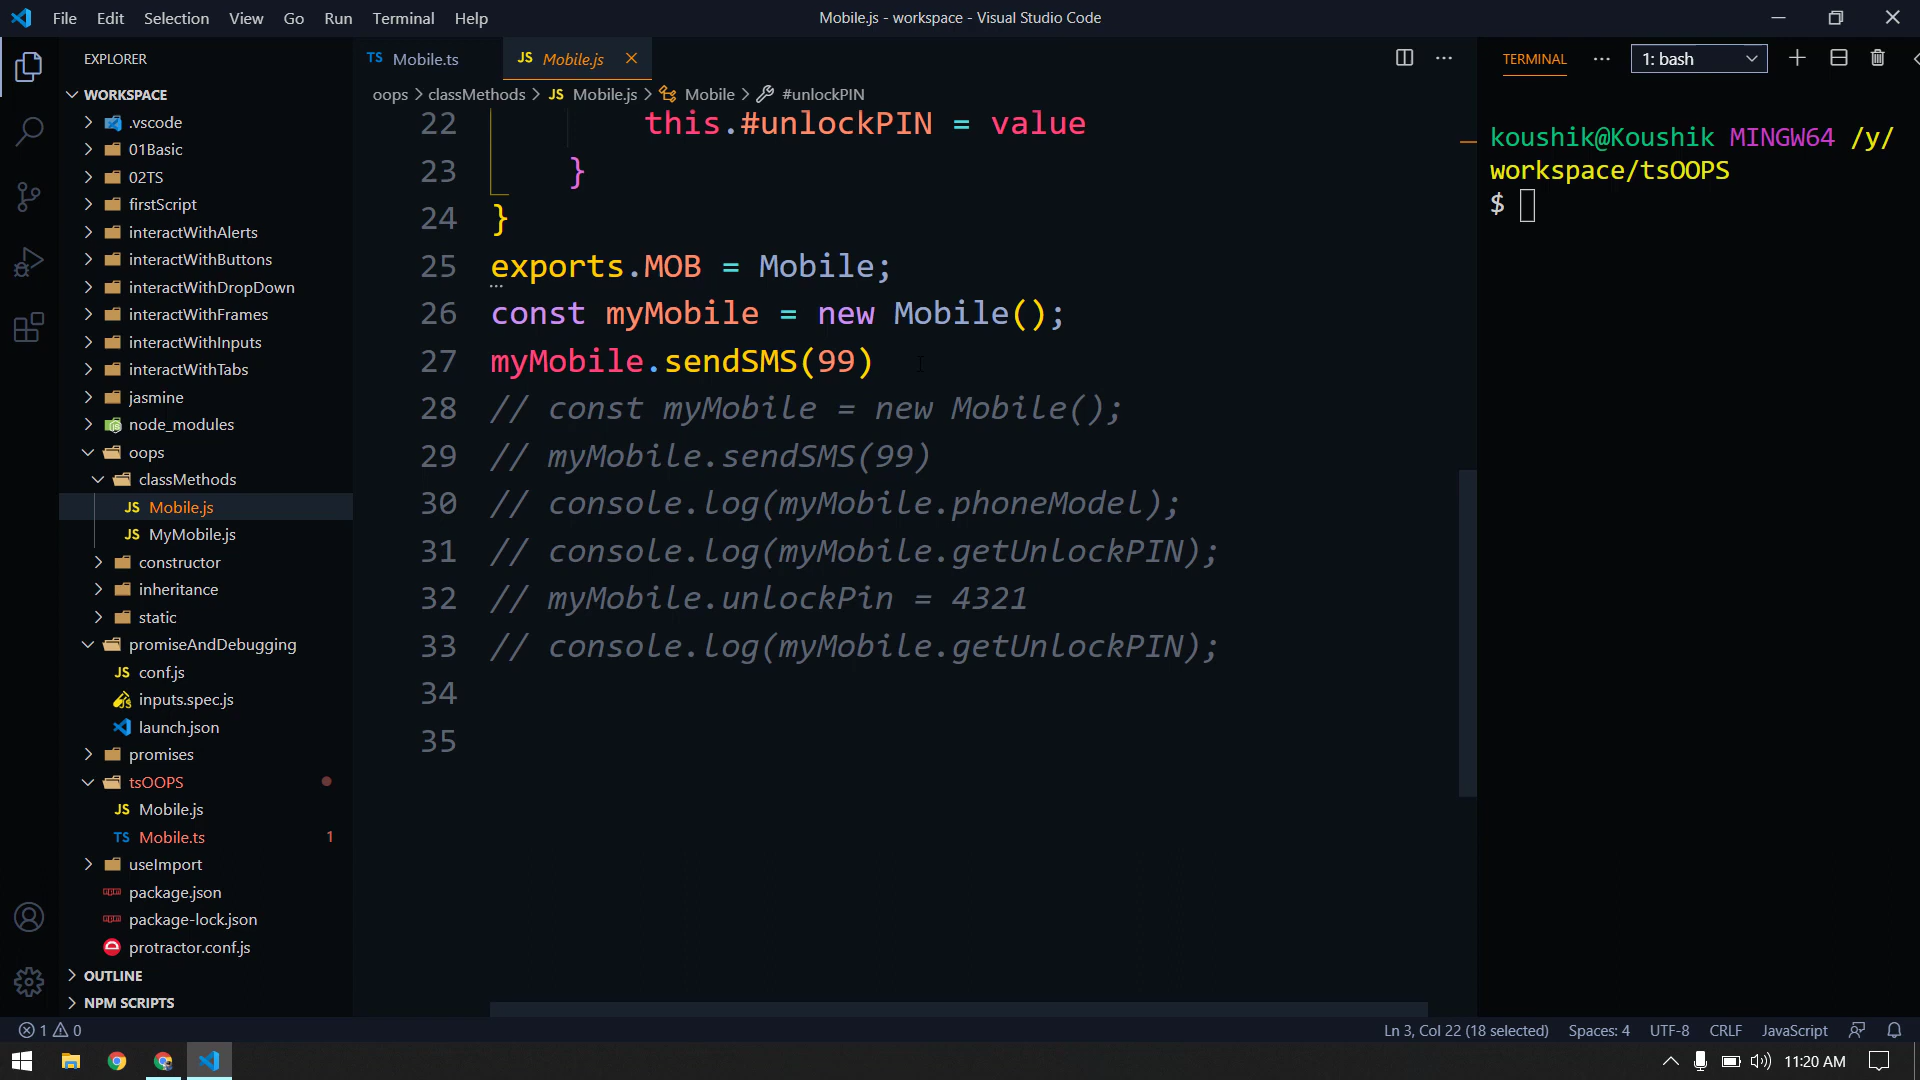 File Edit Selection View Go Run Terminal Help
Mobile.js - workspace - Visual Studio Code
EXPLORER
WORKSPACE
.vscode
01Basic
02TS
firstScript
interactWithAlerts
interactWithButtons
interactWithDropDown
interactWithFrames
interactWithInputs
interactWithTabs
jasmine
node_modules
oops
classMethods
JS Mobile.js
JS MyMobile.js
constructor
inheritance
static
promiseAndDebugging
JS conf.js
inputs.spec.js
launch.json
promises
tsOOPS
JS Mobile.js
TS Mobile.ts 1
useImport
package.json
package-lock.json
protractor.conf.js
OUTLINE
NPM SCRIPTS
TS Mobile.ts JS Mobile.js
oops > classMethods > JS Mobile.js > Mobile > #unlockPIN
22 this.#unlockPIN = value
23 }
24 }
25 exports.MOB = Mobile;
26 const myMobile = new Mobile();
27 myMobile.sendSMS(99)
28 // const myMobile = new Mobile();
29 // myMobile.sendSMS(99)
30 // console.log(myMobile.phoneModel);
31 // console.log(myMobile.getUnlockPIN);
32 // myMobile.unlockPin = 4321
33 // console.log(myMobile.getUnlockPIN);
34
35
TERMINAL 1: bash
koushik@Koushik MINGW64 /y/
workspace/tsOOPS
$
1 0 Ln 3, Col 22 (18 selected) Spaces: 4 UTF-8 CRLF JavaScript
11:20 AM